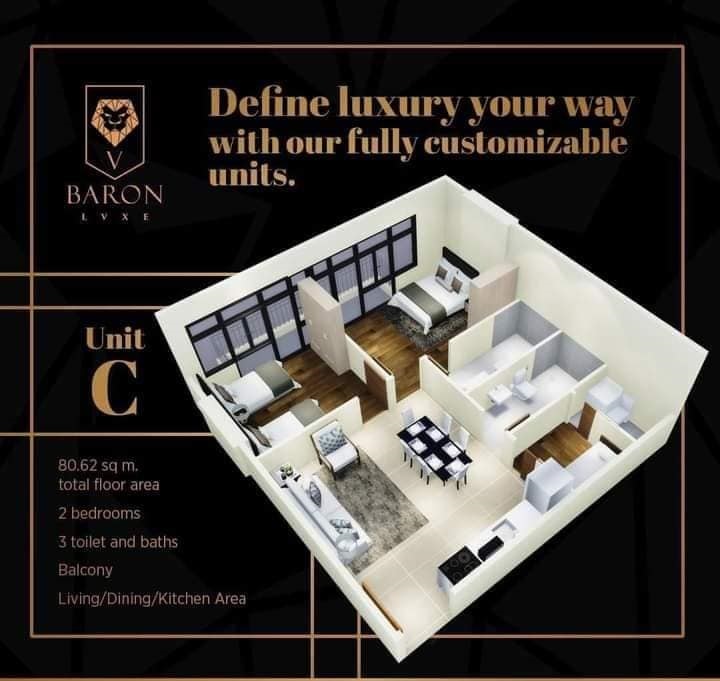 Define luxury your way
with our fully customizable
units.
V
BARON
LVXE
Unit
C
80.62 sq m.
total floor area
2 bedrooms
3 toilet and baths
Balcony
Living/Dining/Kitchen Area